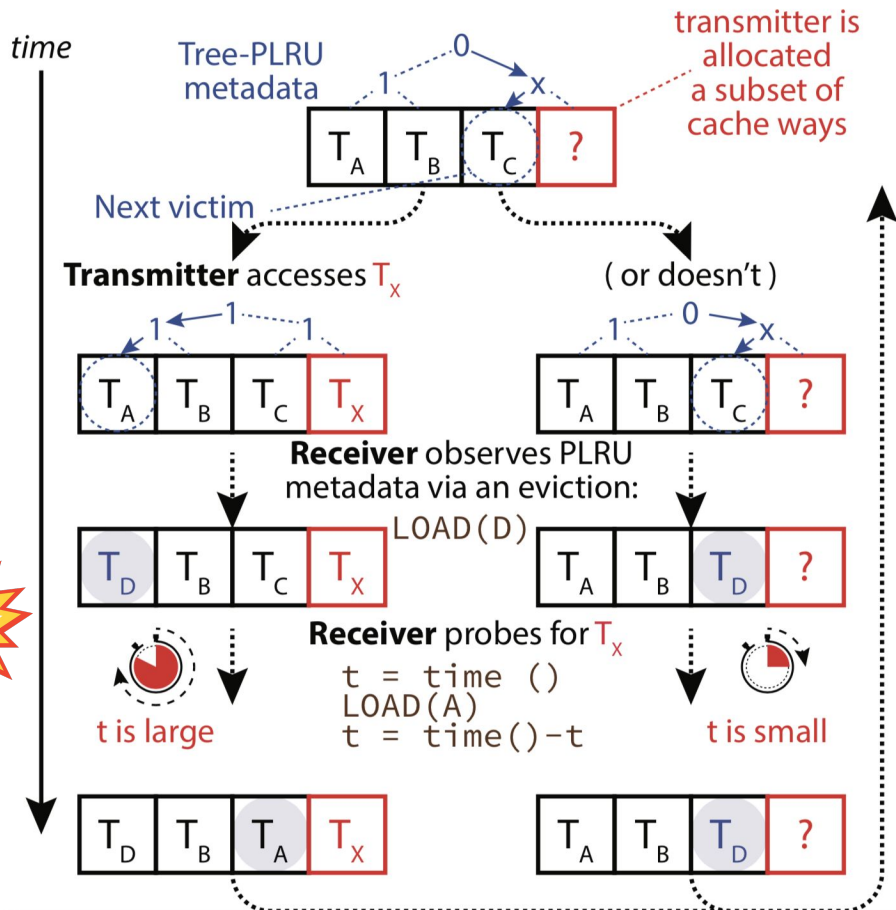 time
Tree-PLRU
metadata
0
1
x
transmitter is
allocated
a subset of
cache ways
T_A T_B T_C ?
Next victim
Transmitter accesses T_X
( or doesn't )
1
1
1
0
1
x
T_A T_B T_C T_X
T_A T_B T_C ?
Receiver observes PLRU
metadata via an eviction:
LOAD(D)
T_D T_B T_C T_X
T_A T_B T_D ?
Receiver probes for T_X
t = time ()
LOAD(A)
t = time()-t
t is large
t is small
T_D T_B T_A T_X
T_A T_B T_D ?